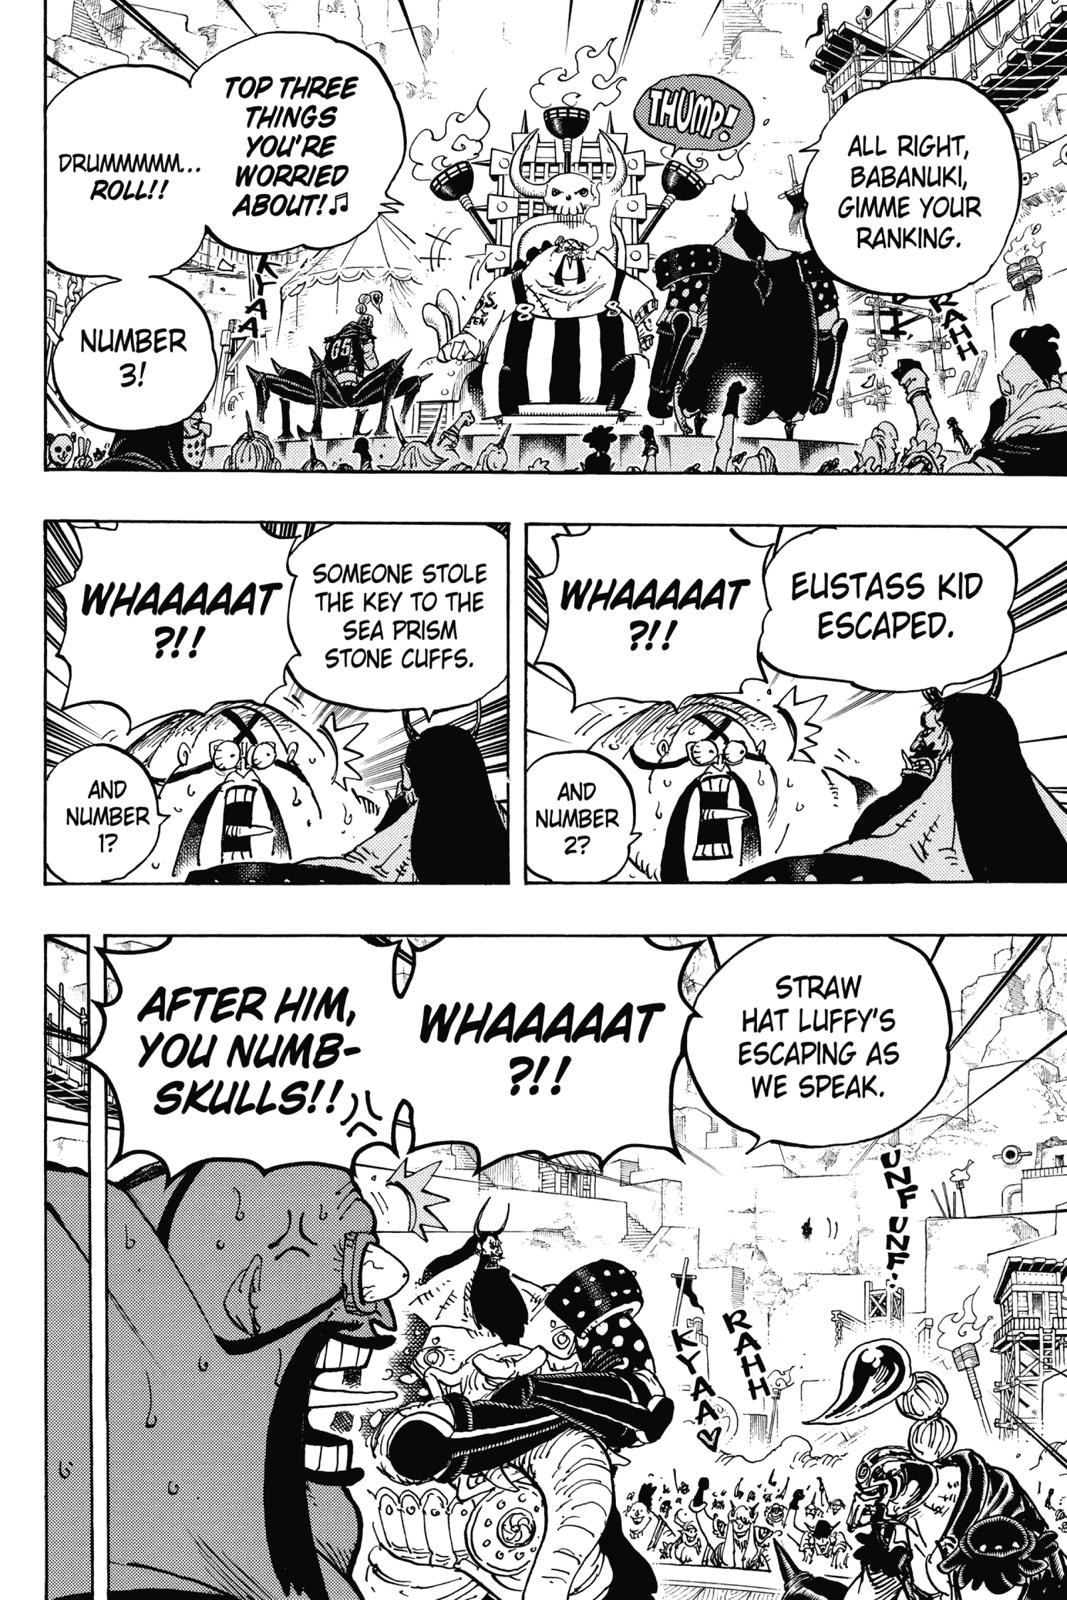 ALL RIGHT,
BABANUKI,
GIMME YOUR
RANKING.
THUMP!
TOP THREE
THINGS
YOU'RE
WORRIED
ABOUT!♫
DRUMMMMM...
ROLL!!
NUMBER
3!
KYAA
RAHH
EUSTASS KID
ESCAPED.
WHAAAAAT
?!!
AND
NUMBER
2?
SOMEONE STOLE
THE KEY TO THE
SEA PRISM
STONE CUFFS.
WHAAAAAT
?!!
AND
NUMBER
1?
STRAW
HAT LUFFY'S
ESCAPING AS
WE SPEAK.
WHAAAAAT
?!!
AFTER HIM,
YOU NUMB-
SKULLS!!
UNF UNF...
RAHH
KYAA♡